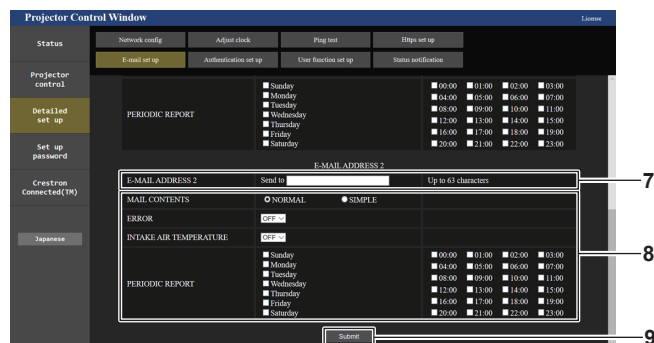 Projector Control Window
License
Status
Network config
Adjust clock
Ping test
Https set up
E-mail set up
Authentication set up
User function set up
Status notification
Projector control
Detailed set up
Set up password
Crestron Connected(TM)
Japanese
PERIODIC REPORT
Sunday
Monday
Tuesday
Wednesday
Thursday
Friday
Saturday
00:00 01:00 02:00 03:00
04:00 05:00 06:00 07:00
08:00 09:00 10:00 11:00
12:00 13:00 14:00 15:00
16:00 17:00 18:00 19:00
20:00 21:00 22:00 23:00
E-MAIL ADDRESS 2
E-MAIL ADDRESS 2 Send to Up to 63 characters
7
MAIL CONTENTS NORMAL SIMPLE
ERROR OFF
INTAKE AIR TEMPERATURE OFF
8
PERIODIC REPORT
Sunday
Monday
Tuesday
Wednesday
Thursday
Friday
Saturday
00:00 01:00 02:00 03:00
04:00 05:00 06:00 07:00
08:00 09:00 10:00 11:00
12:00 13:00 14:00 15:00
16:00 17:00 18:00 19:00
20:00 21:00 22:00 23:00
Submit
9